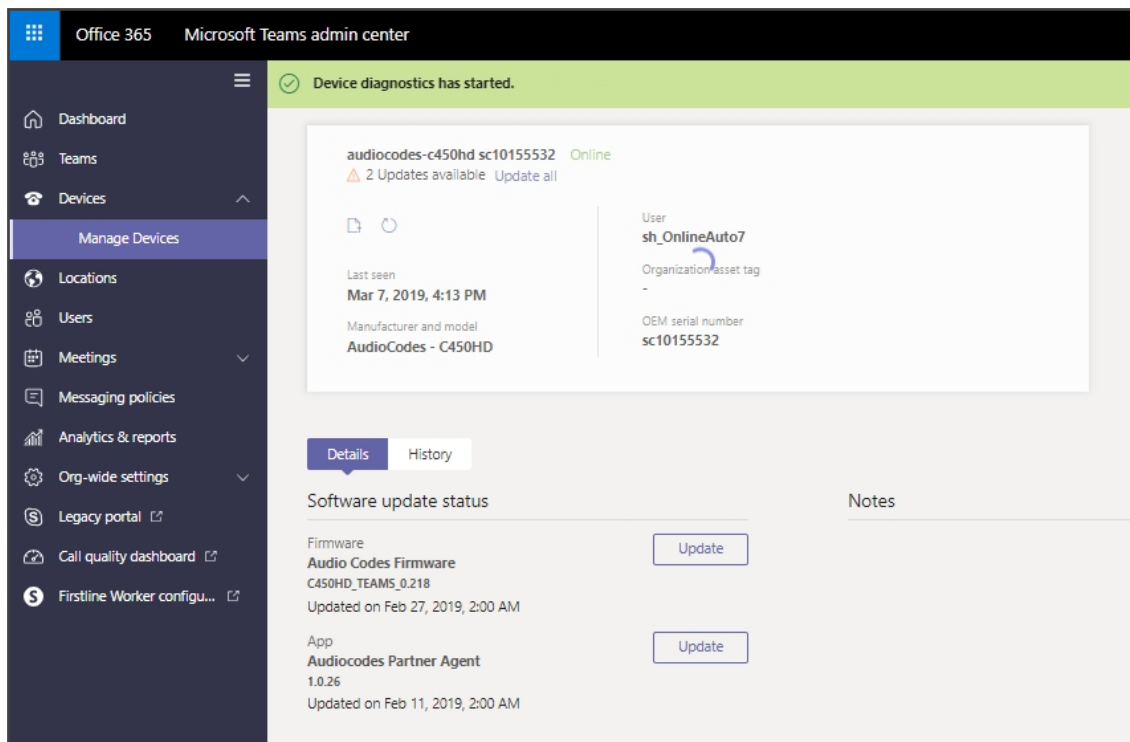 Office 365 Microsoft Teams admin center
Device diagnostics has started.
Dashboard
Teams
Devices
Manage Devices
Locations
Users
Meetings
Messaging policies
Analytics & reports
Org-wide settings
Legacy portal
Call quality dashboard
Firstline Worker configu...
audiocodes-c450hd sc10155532 Online
2 Updates available Update all
Last seen
Mar 7, 2019, 4:13 PM
Manufacturer and model
AudioCodes - C450HD
User
sh_OnlineAuto7
Organization asset tag
-
OEM serial number
sc10155532
Details History
Software update status
Firmware
Audio Codes Firmware
C450HD_TEAMS_0.218
Updated on Feb 27, 2019, 2:00 AM
Update
App
Audiocodes Partner Agent
1.0.26
Updated on Feb 11, 2019, 2:00 AM
Update
Notes